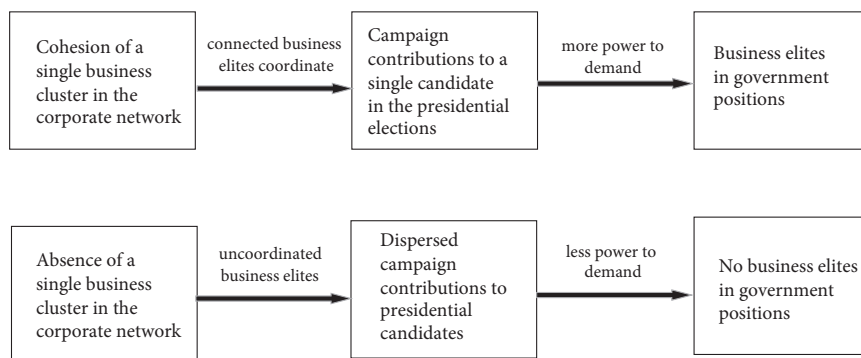 Cohesion of a
single business
cluster in the
corporate network
connected business
elites coordinate
Campaign
contributions to a
single candidate
in the presidential
elections
more power to
demand
Business elites
in government
positions
Absence of a
single business
cluster in the
corporate network
uncoordinated
business elites
Dispersed
campaign
contributions to
presidential
candidates
less power to
demand
No business elites
in government
positions